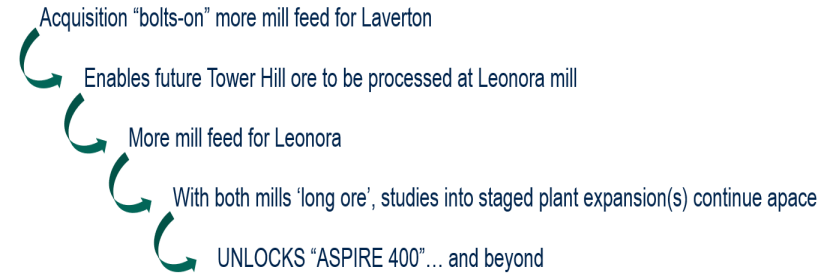 Acquisition “bolts-on” more mill feed for Laverton
Enables future Tower Hill ore to be processed at Leonora mill
More mill feed for Leonora
With both mills ‘long ore’, studies into staged plant expansion(s) continue apace
UNLOCKS “ASPIRE 400”… and beyond